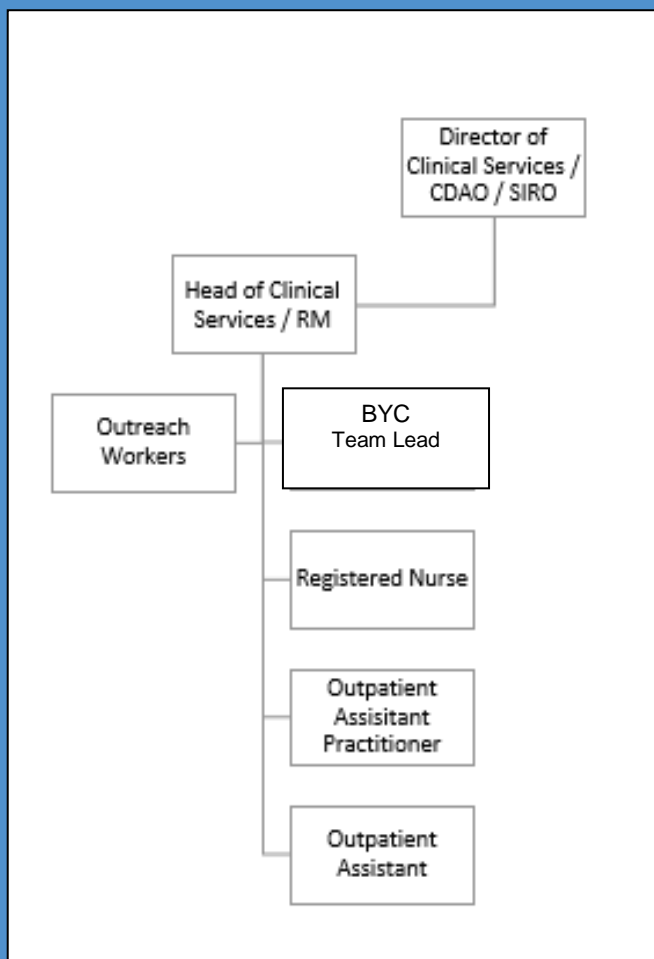 Director of
Clinical Services /
CDAO / SIRO
Head of Clinical
Services / RM
Outreach
Workers
BYC
Team Lead
Registered Nurse
Outpatient
Assisitant
Practitioner
Outpatient
Assistant